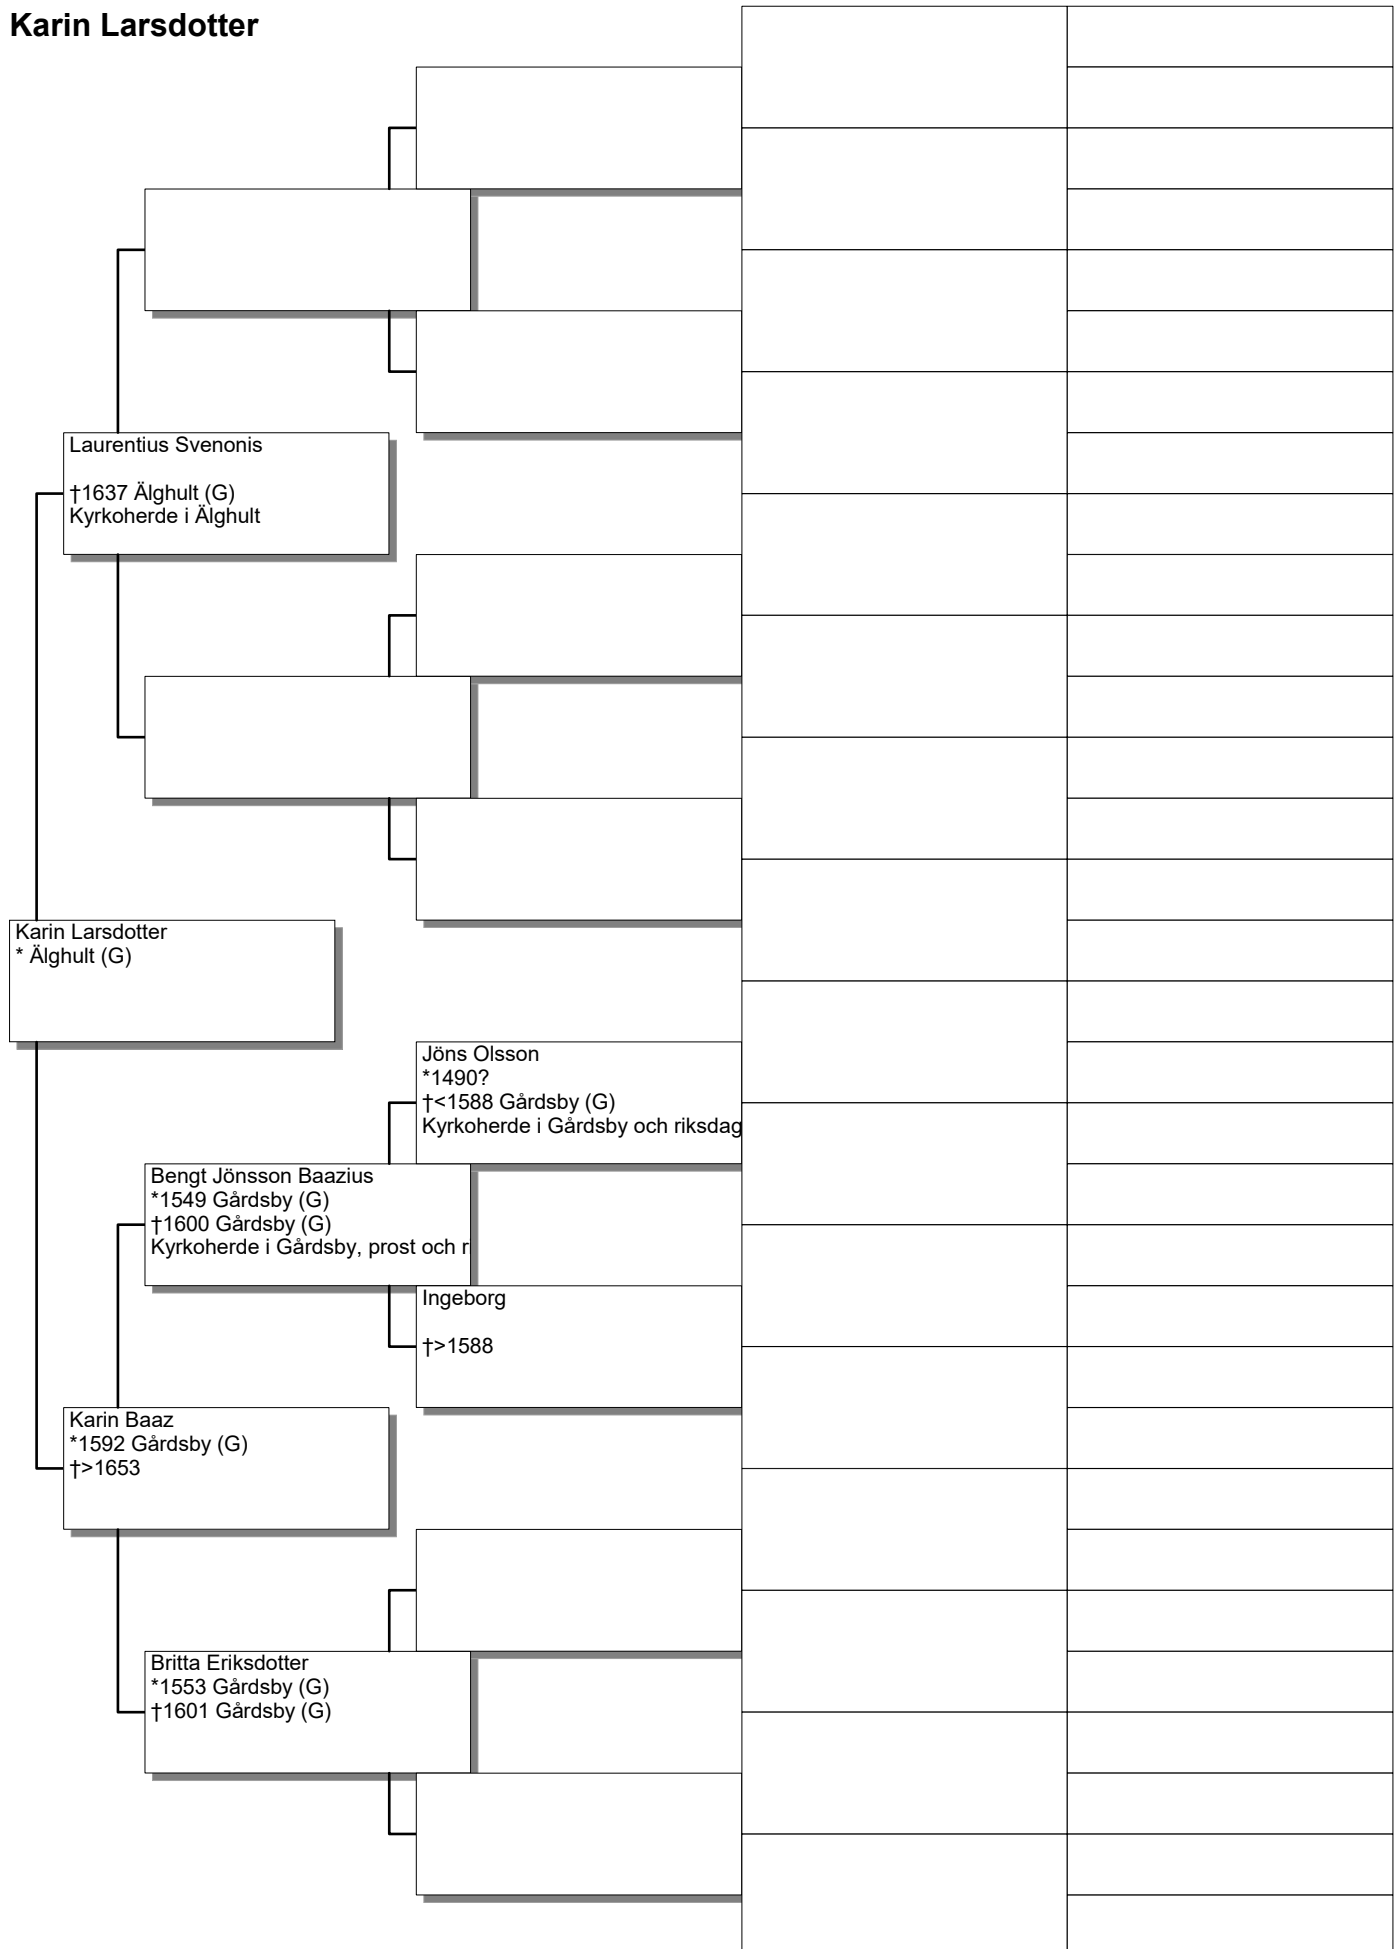 Karin Larsdotter
Laurentius Svenonis
†1637 Älghult (G)
Kyrkoherde i Älghult
Karin Larsdotter
* Älghult (G)
Jöns Olsson
*1490?
†<1588 Gårdsby (G)
Kyrkoherde i Gårdsby och riksdag
Bengt Jönsson Baazius
*1549 Gårdsby (G)
†1600 Gårdsby (G)
Kyrkoherde i Gårdsby, prost och r
Ingeborg
†>1588
Karin Baaz
*1592 Gårdsby (G)
†>1653
Britta Eriksdotter
*1553 Gårdsby (G)
†1601 Gårdsby (G)